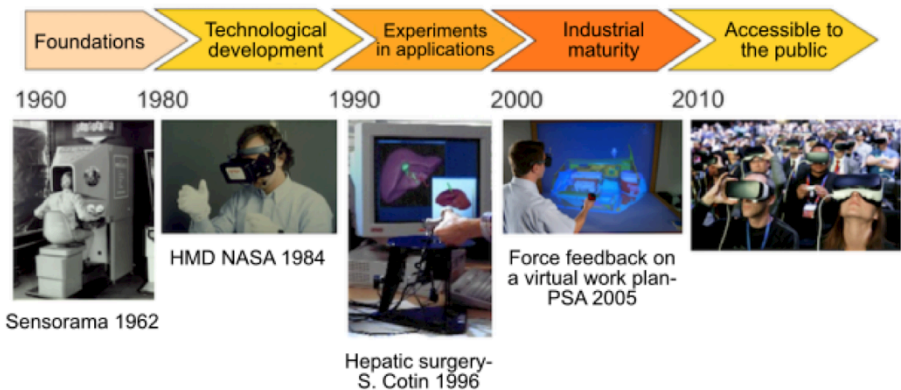 Foundations
Technological
development
Experiments
in applications
Industrial
maturity
Accessible to
the public
1960
1980
1990
2000
2010
Sensorama 1962
HMD NASA 1984
Hepatic surgery-
S. Cotin 1996
Force feedback on
a virtual work plan-
PSA 2005